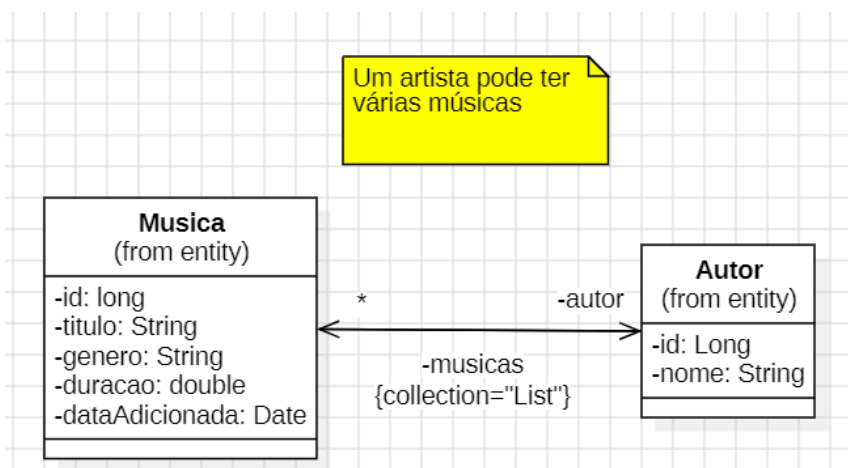 Um artista pode ter
várias músicas
Musica
(from entity)
-id: long
-titulo: String
-genero: String
-duracao: double
-dataAdicionada: Date
*
-autor
-musicas
{collection="List"}
Autor
(from entity)
-id: Long
-nome: String